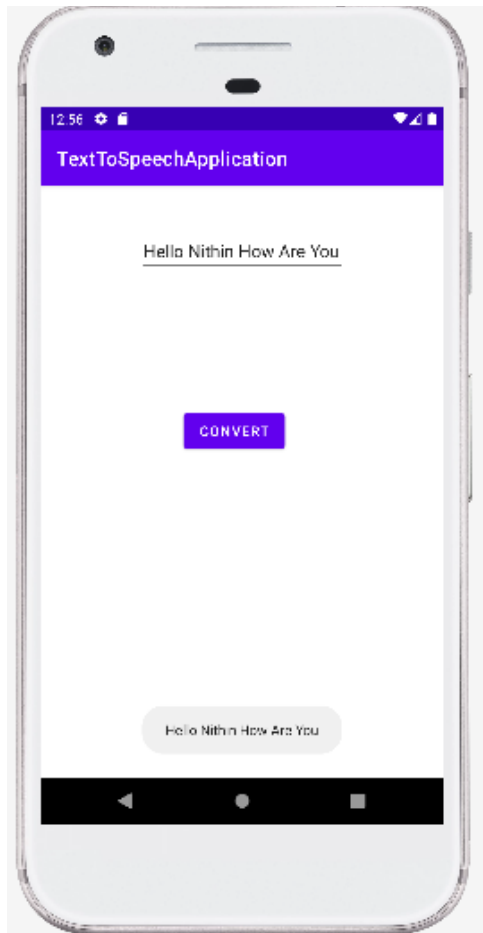 12:56
TextToSpeechApplication
Hello Nithin How Are You
CONVERT
Hello Nithin How Are You